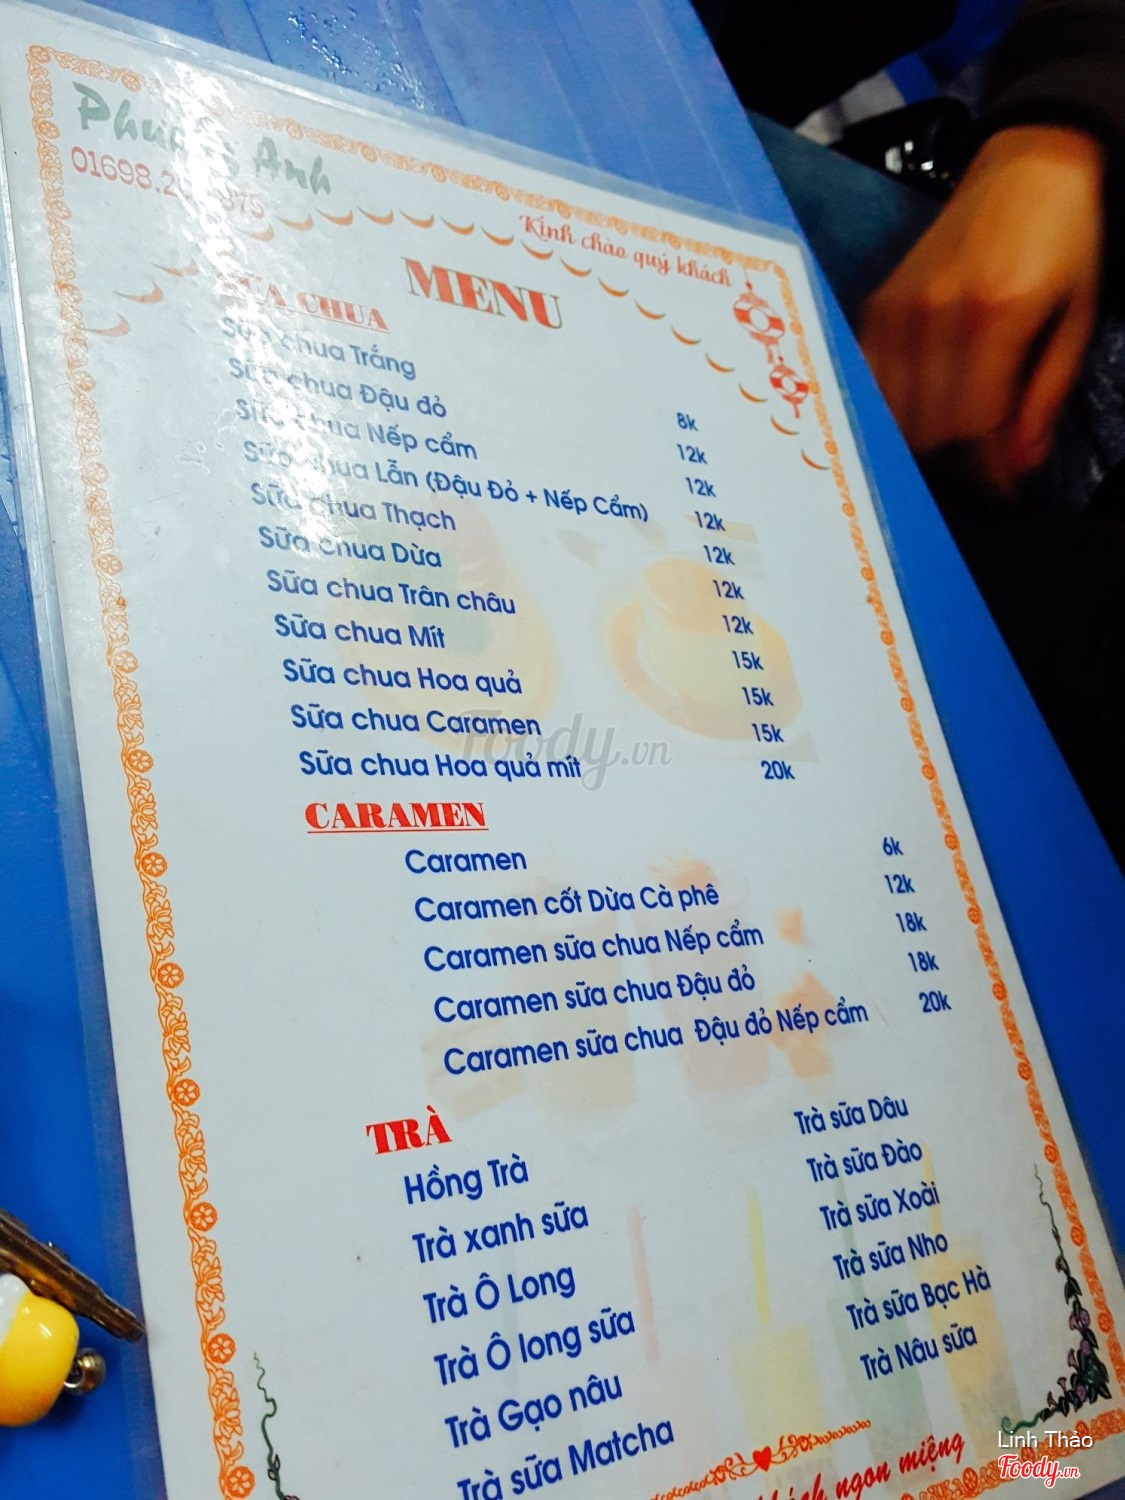 Phương Anh
Kính chào quý khách
MENU
SỮA CHUA
Sữa chua Trắng 8k
Sữa chua Đậu đỏ 12k
Sữa chua Nếp cẩm 12k
Sữa chua Lẫn (Đậu Đỏ + Nếp Cẩm) 12k
Sữa chua Thạch 12k
Sữa chua Dừa 12k
Sữa chua Trân châu 12k
Sữa chua Mít 15k
Sữa chua Hoa quả 15k
Sữa chua Caramen 15k
Sữa chua Hoa quả mít 20k
Foody.vn
CARAMEN
Caramen 6k
Caramen cốt Dừa Cà phê 12k
Caramen sữa chua Nếp cẩm 18k
Caramen sữa chua Đậu đỏ 18k
Caramen sữa chua Đậu đỏ Nếp cẩm 20k
TRÀ
Hồng Trà
Trà xanh sữa
Trà Ô Long
Trà Ô long sữa
Trà Gạo nâu
Trà sữa Matcha
Trà sữa Dâu
Trà sữa Đào
Trà sữa Xoài
Trà sữa Nho
Trà sữa Bạc Hà
Trà Nâu sữa
khách ngon miệng
Linh Thảo
Foody.vn